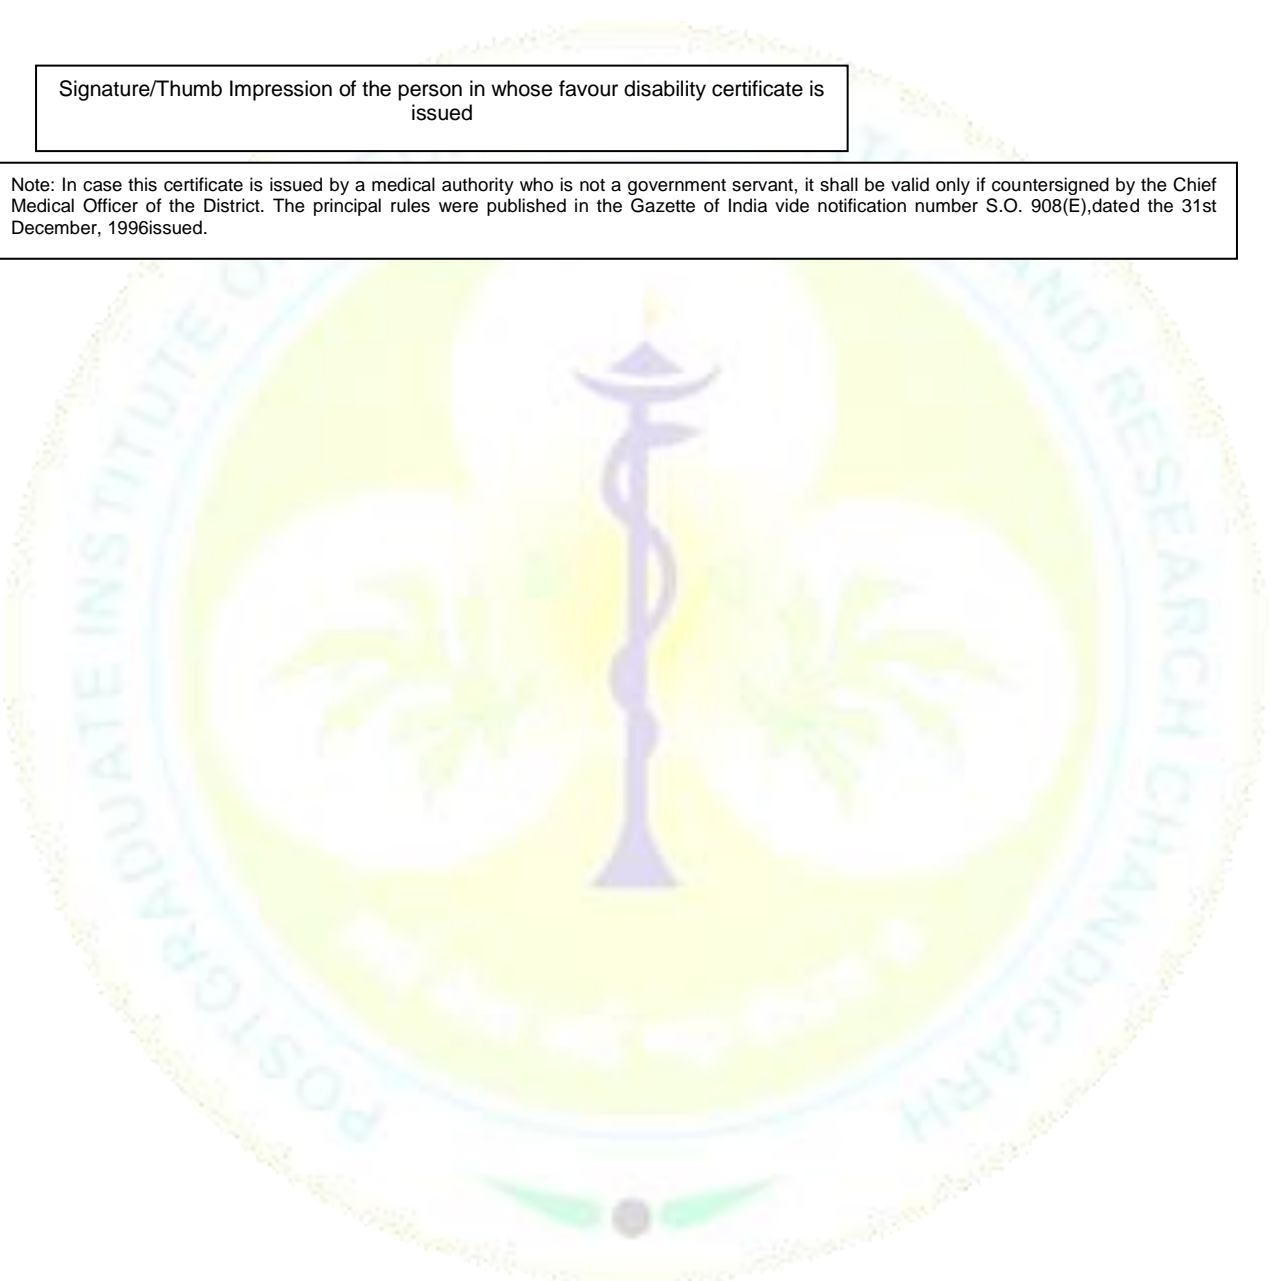 Signature/Thumb Impression of the person in whose favour disability certificate is
issued
Note: In case this certificate is issued by a medical authority who is not a government servant, it shall be valid only if countersigned by the Chief
Medical Officer of the District. The principal rules were published in the Gazette of India vide notification number S.O. 908(E),dated the 31st
December, 1996issued.
POSTGRADUATE INSTITUTE O
AND RESEARCH CHANDIGARH